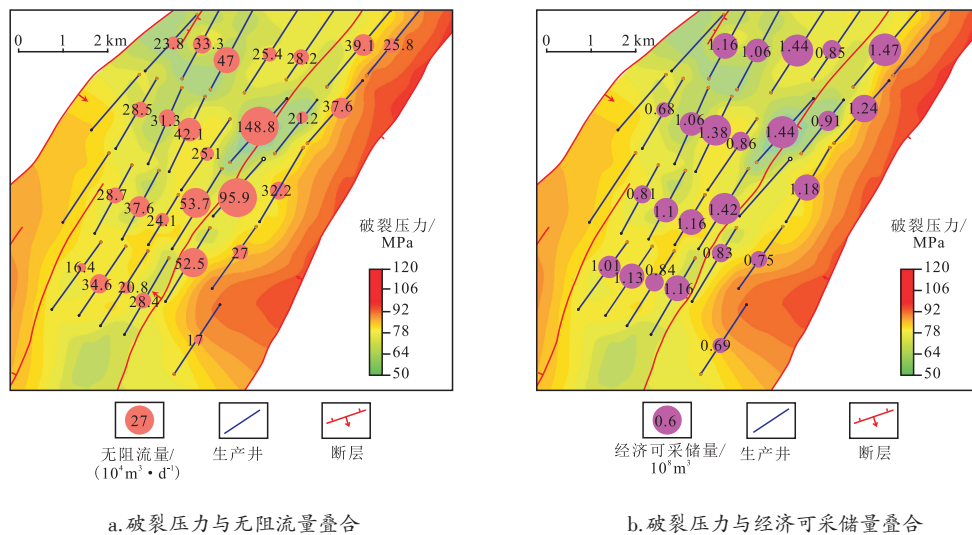 0 1 2 km
23.8 33.3 47 25.4 28.2 39.1 25.8
28.5 31.3 42.1 148.8 21.2 37.6
25.1
28.7 37.6 24.1 53.7 95.9 32.2
16.4 34.6 20.8 28.4 52.5 27
17
破裂压力/
MPa
120
106
92
78
64
50
27
无阻流量/
(10⁴m³·d⁻¹)
生产井
断层
a.破裂压力与无阻流量叠合
0 1 2 km
1.16 1.06 1.44 0.85 1.47
0.68 1.06 1.38 0.86 1.44 0.91 1.24
0.81 1.1 1.16 1.42 1.18
1.01 1.13 0.84 1.16 0.83 0.75
0.69
破裂压力/
MPa
120
106
92
78
64
50
0.6
经济可采储量/
10⁸m³
生产井
断层
b.破裂压力与经济可采储量叠合